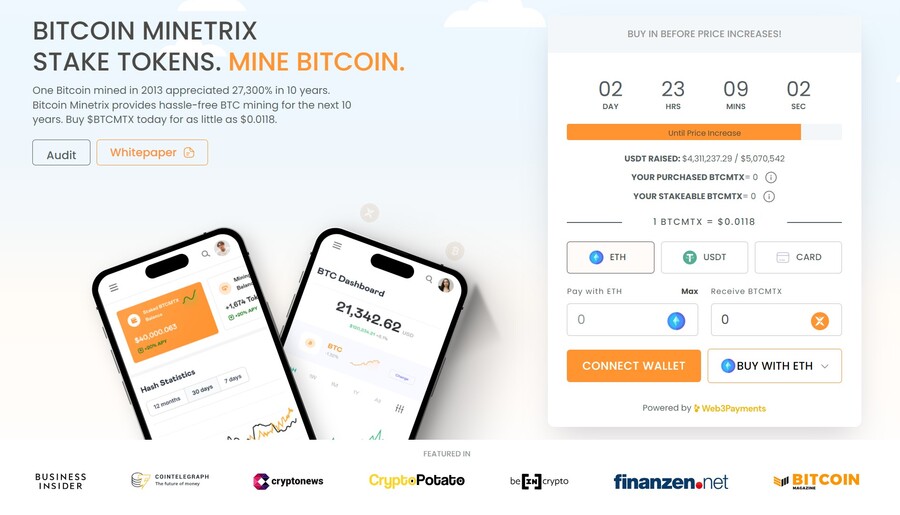 BITCOIN MINETRIX
STAKE TOKENS. MINE BITCOIN.
One Bitcoin mined in 2013 appreciated 27,300% in 10 years.
Bitcoin Minetrix provides hassle-free BTC mining for the next 10
years. Buy $BTCMTX today for as little as $0.0118.
Audit
Whitepaper
BUY IN BEFORE PRICE INCREASES!
02 23 09 02
DAY HRS MINS SEC
Until Price Increase
USDT RAISED: $4,311,237.29 / $5,070,542
YOUR PURCHASED BTCMTX= 0
YOUR STAKEABLE BTCMTX= 0
1 BTCMTX = $0.0118
ETH
USDT
CARD
Pay with ETH Max
Receive BTCMTX
0
0
CONNECT WALLET
BUY WITH ETH
Powered by Web3Payments
Staked BTCMTX
Balance
$40,000,063
+20% APY
Balan
+1,674 Tok
+20% APY
Hash Statistics
12 months
30 days
7 days
BTC Dashboard
21,342.62 USD
BTC
FEATURED IN
BUSINESS
INSIDER
COINTELEGRAPH
The future of money
cryptonews
CryptoPotato
be[IN]crypto
finanzen.net
BITCOIN
MAGAZINE